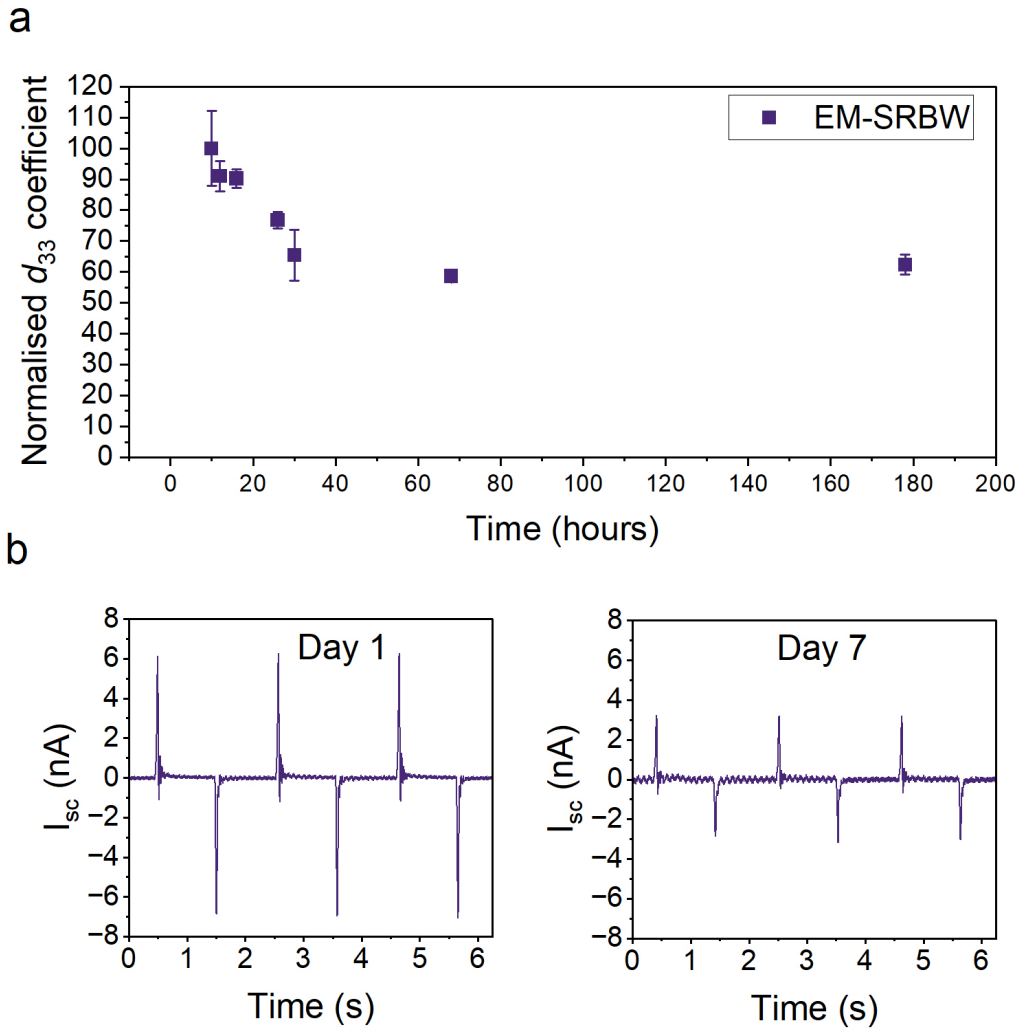 a
Normalised d33 coefficient
120
110
100
90
80
70
60
50
40
30
20
10
0
EM-SRBW
0 20 40 60 80 100 120 140 160 180 200
Time (hours)
b
Isc (nA)
8
6
4
2
0
−2
−4
−6
−8
Day 1
0 1 2 3 4 5 6
Time (s)
Isc (nA)
8
6
4
2
0
−2
−4
−6
−8
Day 7
0 1 2 3 4 5 6
Time (s)